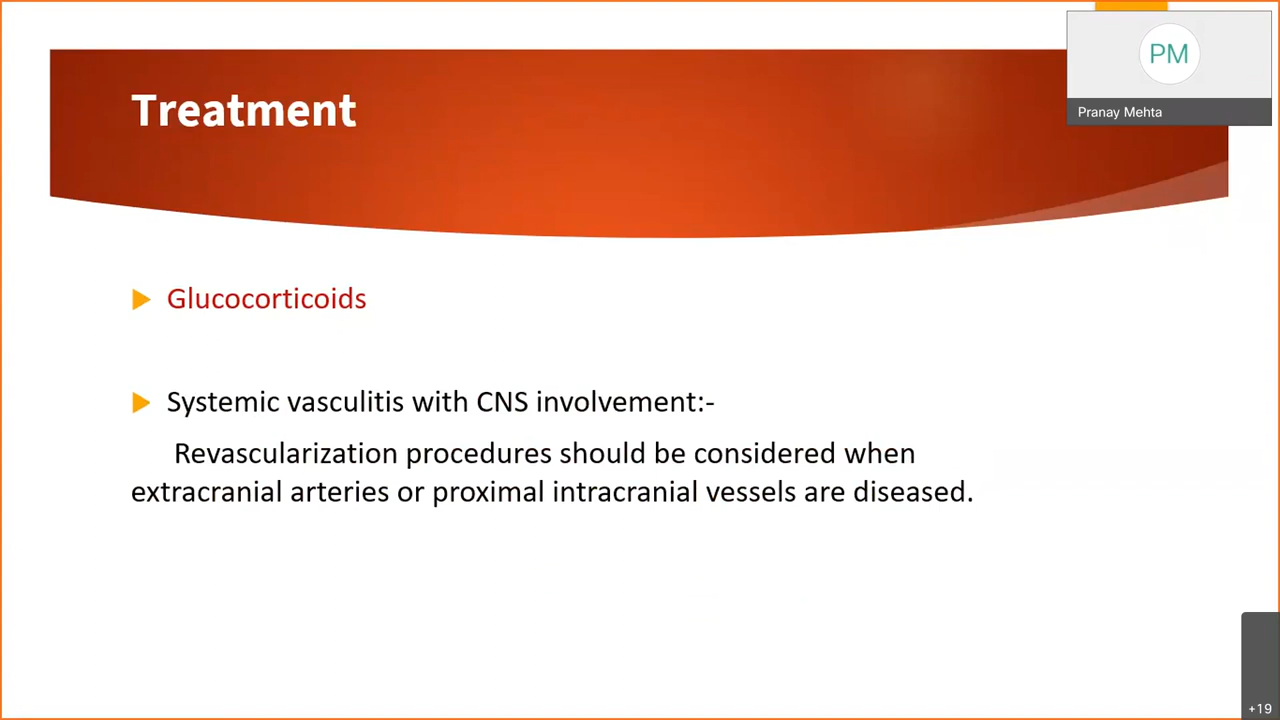 PM
Pranay Mehta
Treatment
Glucocorticoids
Systemic vasculitis with CNS involvement:-
Revascularization procedures should be considered when
extracranial arteries or proximal intracranial vessels are diseased.
+19